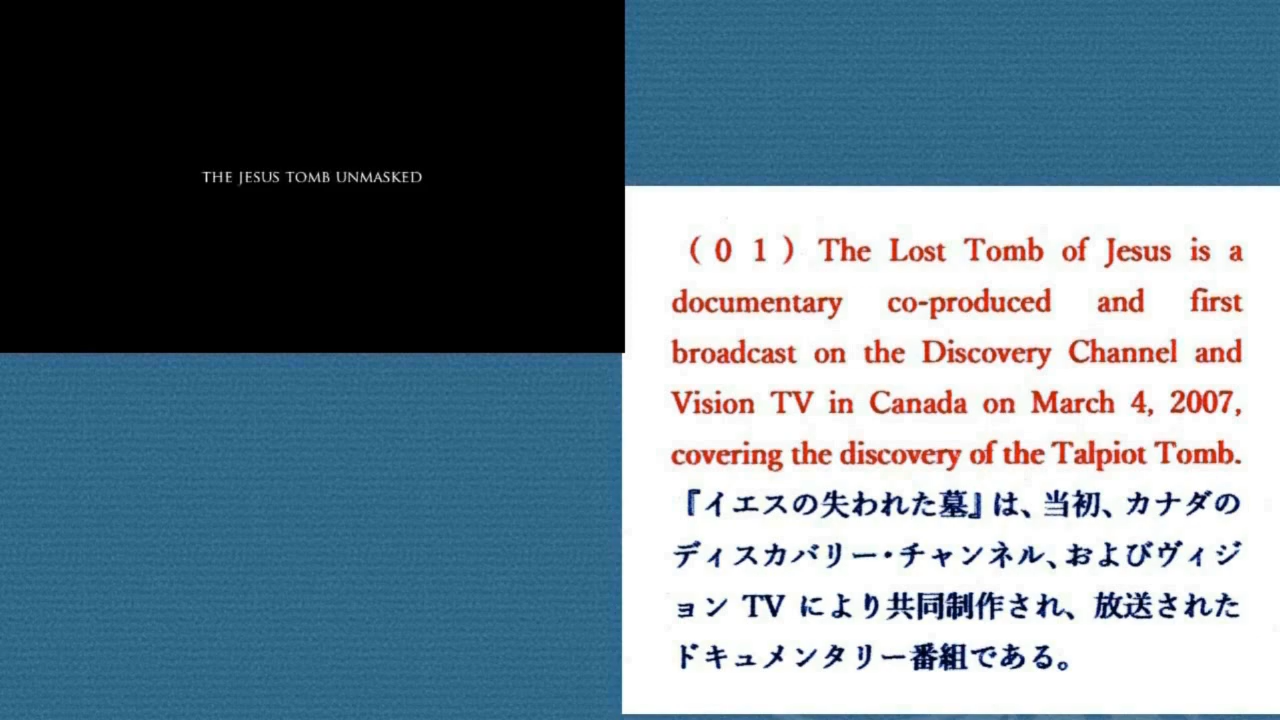 THE JESUS TOMB UNMASKED
（０１）The Lost Tomb of Jesus is a
documentary co-produced and first
broadcast on the Discovery Channel and
Vision TV in Canada on March 4, 2007,
covering the discovery of the Talpiot Tomb.
『イエスの失われた墓』は、当初、カナダの
ディスカバリー・チャンネル、およびヴィジ
ョン TV により共同制作され、放送された
ドキュメンタリー番組である。